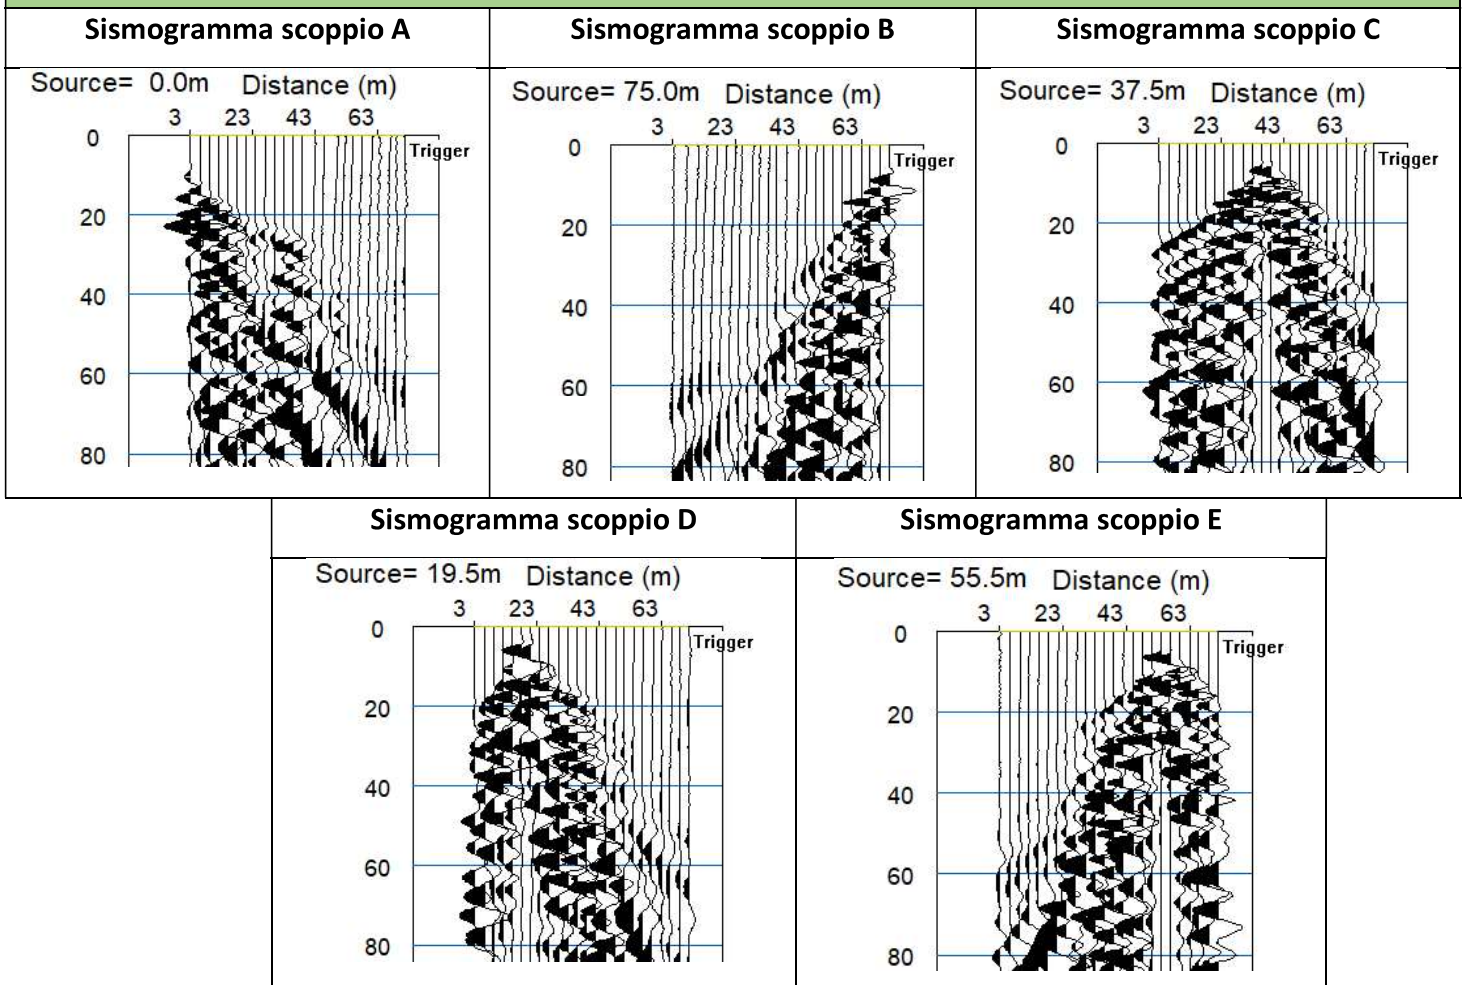 Sismogramma scoppio A
Source= 0.0m Distance (m)
3 23 43 63
Trigger
0
20
40
60
80
Sismogramma scoppio B
Source= 75.0m Distance (m)
3 23 43 63
Trigger
0
20
40
60
80
Sismogramma scoppio C
Source= 37.5m Distance (m)
3 23 43 63
Trigger
0
20
40
60
80
Sismogramma scoppio D
Source= 19.5m Distance (m)
3 23 43 63
Trigger
0
20
40
60
80
Sismogramma scoppio E
Source= 55.5m Distance (m)
3 23 43 63
Trigger
0
20
40
60
80